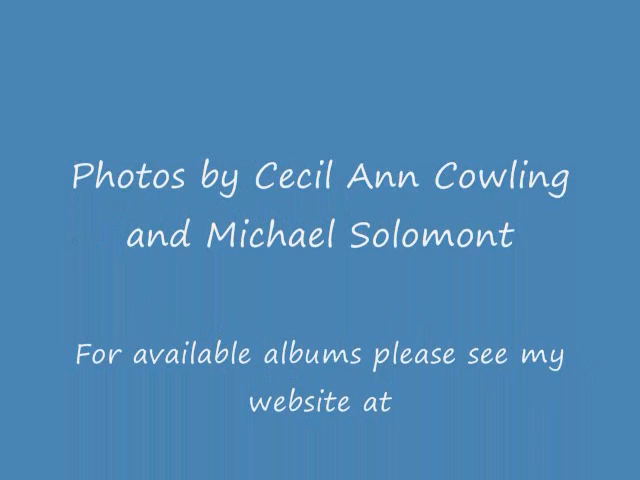 Photos by Cecil Ann Cowling
and Michael Solomont
For available albums please see my
website at